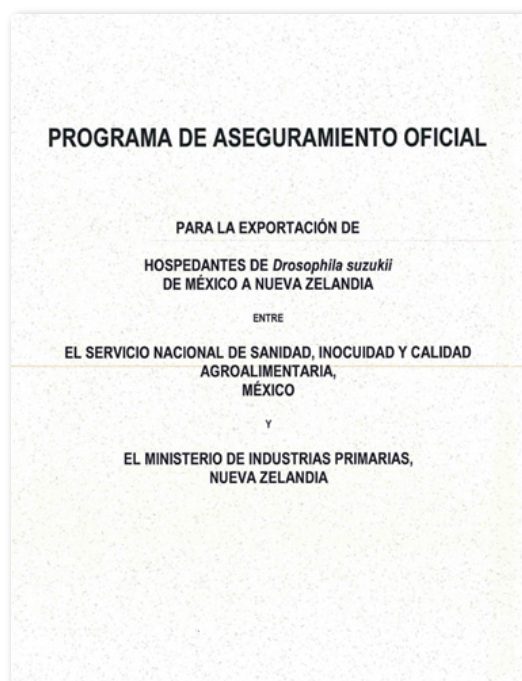 PROGRAMA DE ASEGURAMIENTO OFICIAL
PARA LA EXPORTACIÓN DE
HOSPEDANTES DE Drosophila suzukii
DE MÉXICO A NUEVA ZELANDIA
ENTRE
EL SERVICIO NACIONAL DE SANIDAD, INOCUIDAD Y CALIDAD
AGROALIMENTARIA,
MÉXICO
Y
EL MINISTERIO DE INDUSTRIAS PRIMARIAS,
NUEVA ZELANDIA